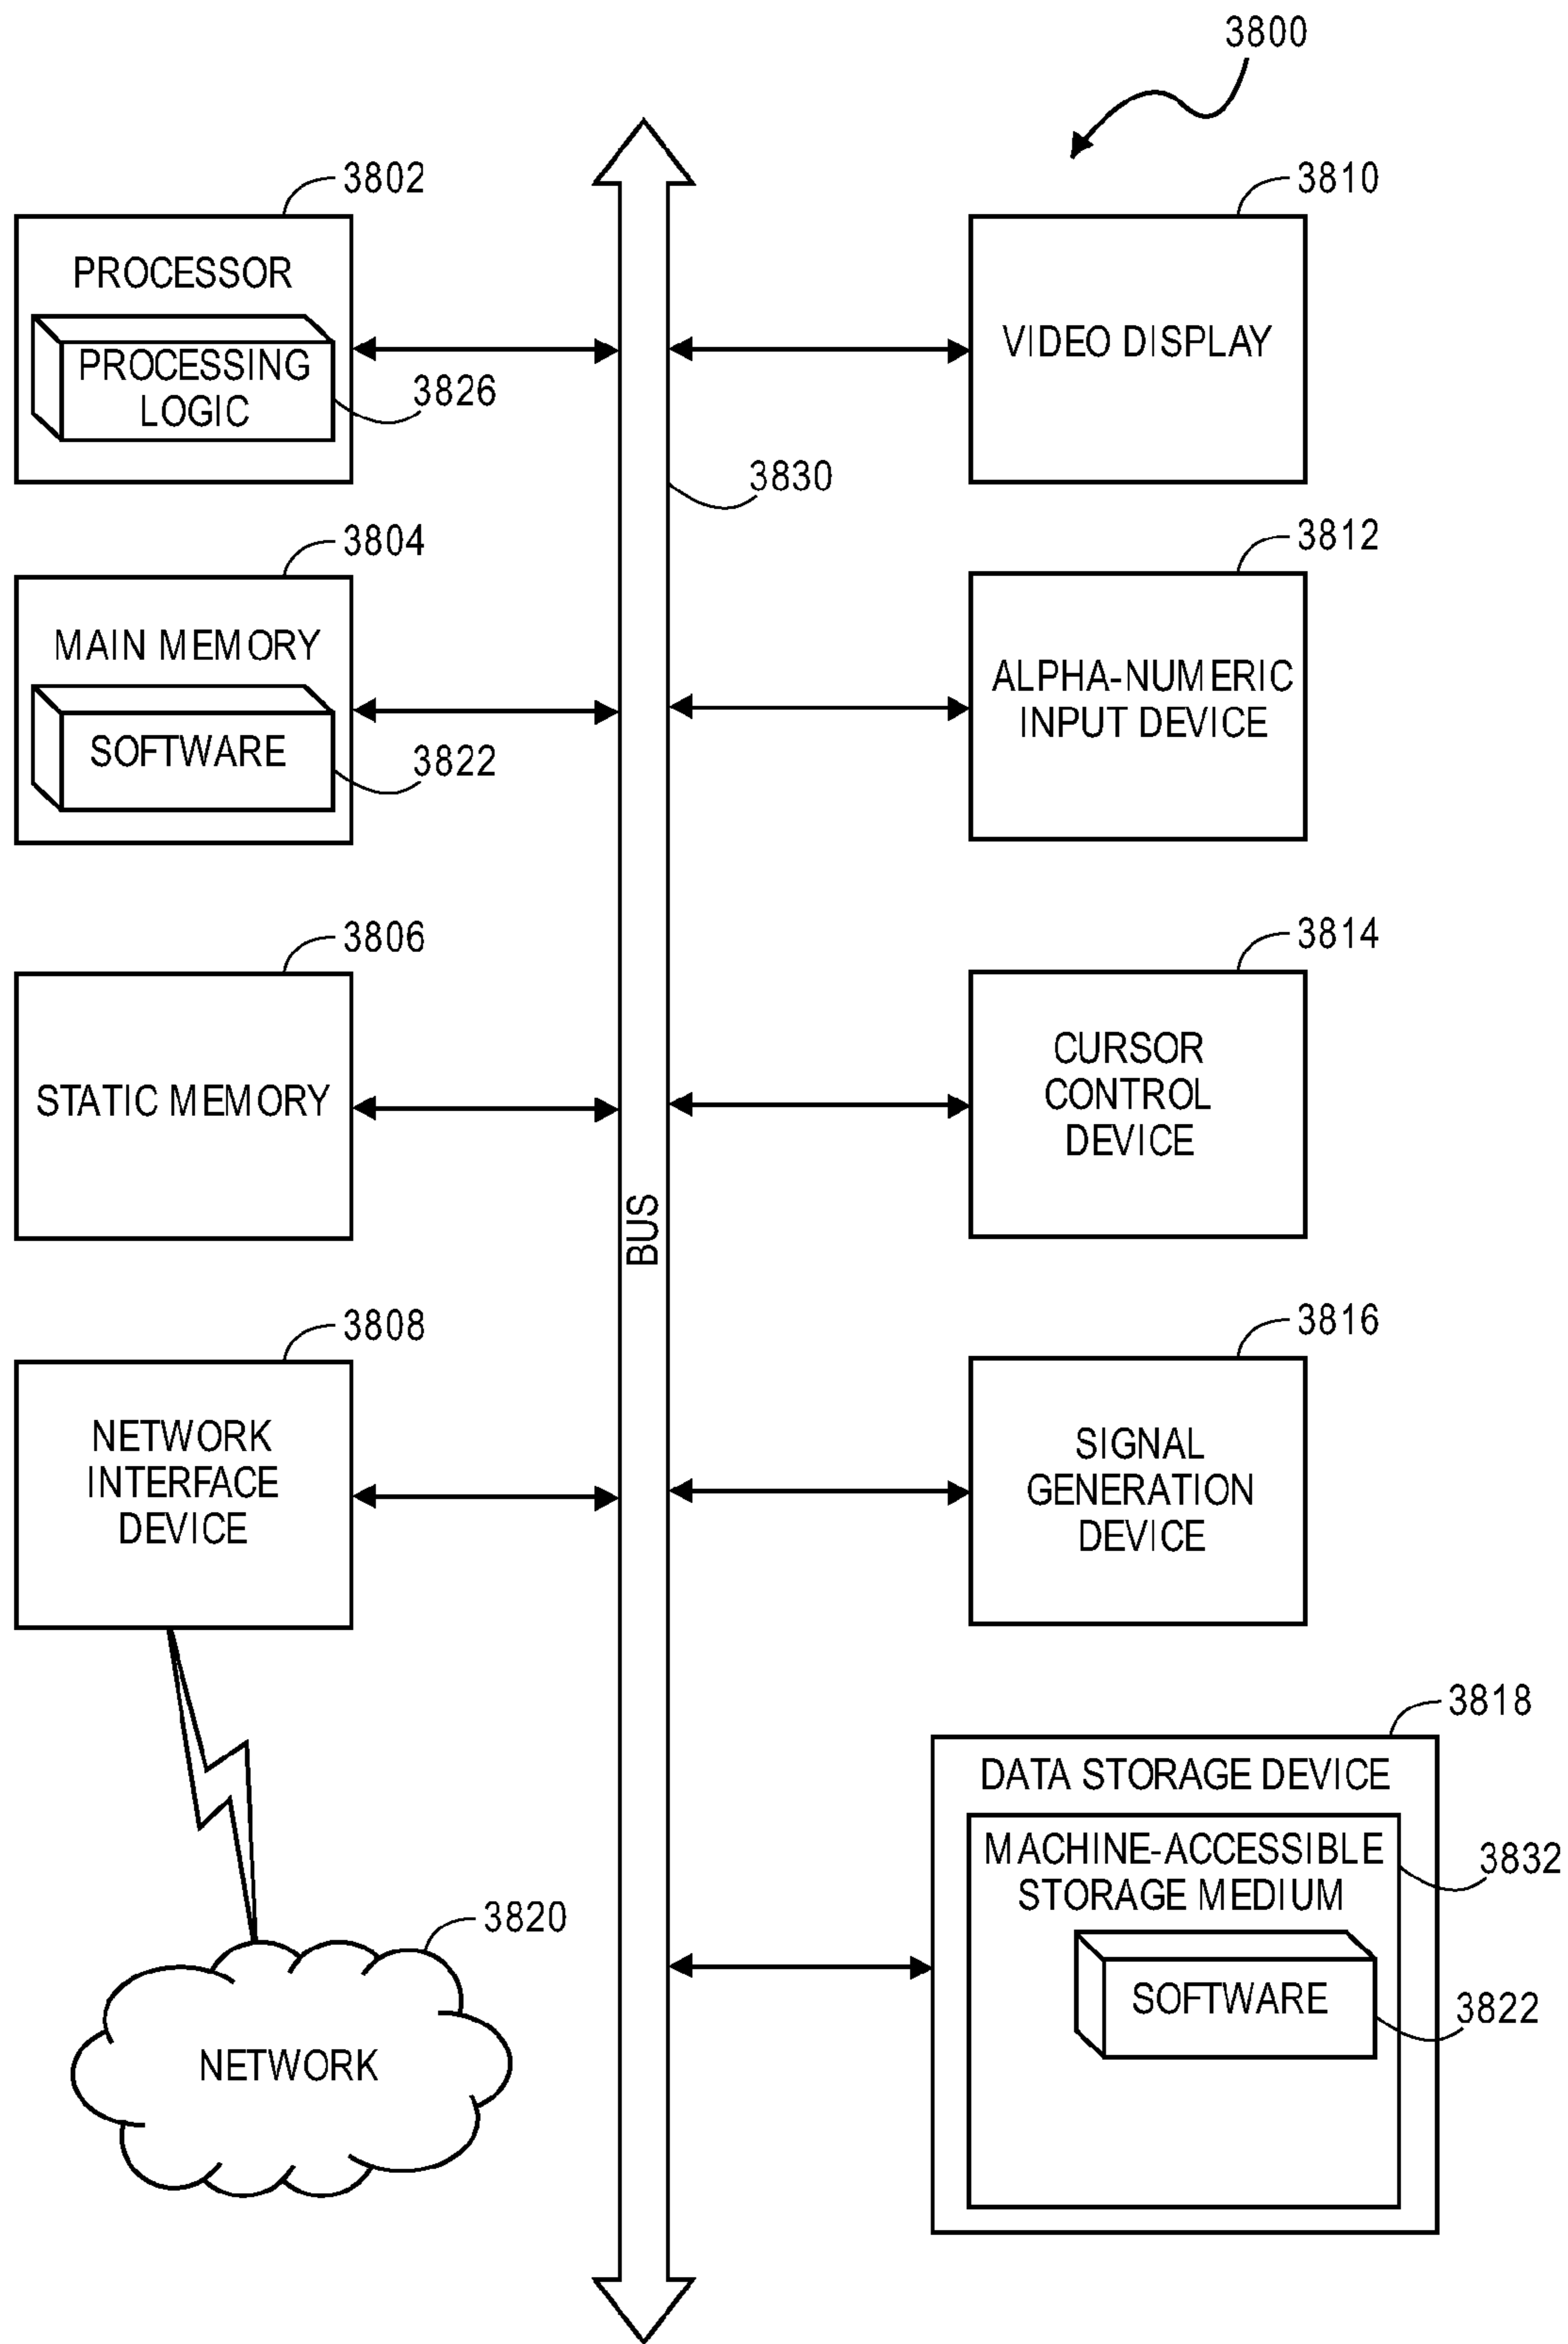 3800
3802
PROCESSOR
PROCESSING
LOGIC
3826
3804
MAIN MEMORY
SOFTWARE
3822
3806
STATIC MEMORY
3808
NETWORK
INTERFACE
DEVICE
3820
NETWORK
3830
BUS
3810
VIDEO DISPLAY
3812
ALPHA-NUMERIC
INPUT DEVICE
3814
CURSOR
CONTROL
DEVICE
3816
SIGNAL
GENERATION
DEVICE
3818
DATA STORAGE DEVICE
MACHINE-ACCESSIBLE
STORAGE MEDIUM
3832
SOFTWARE
3822